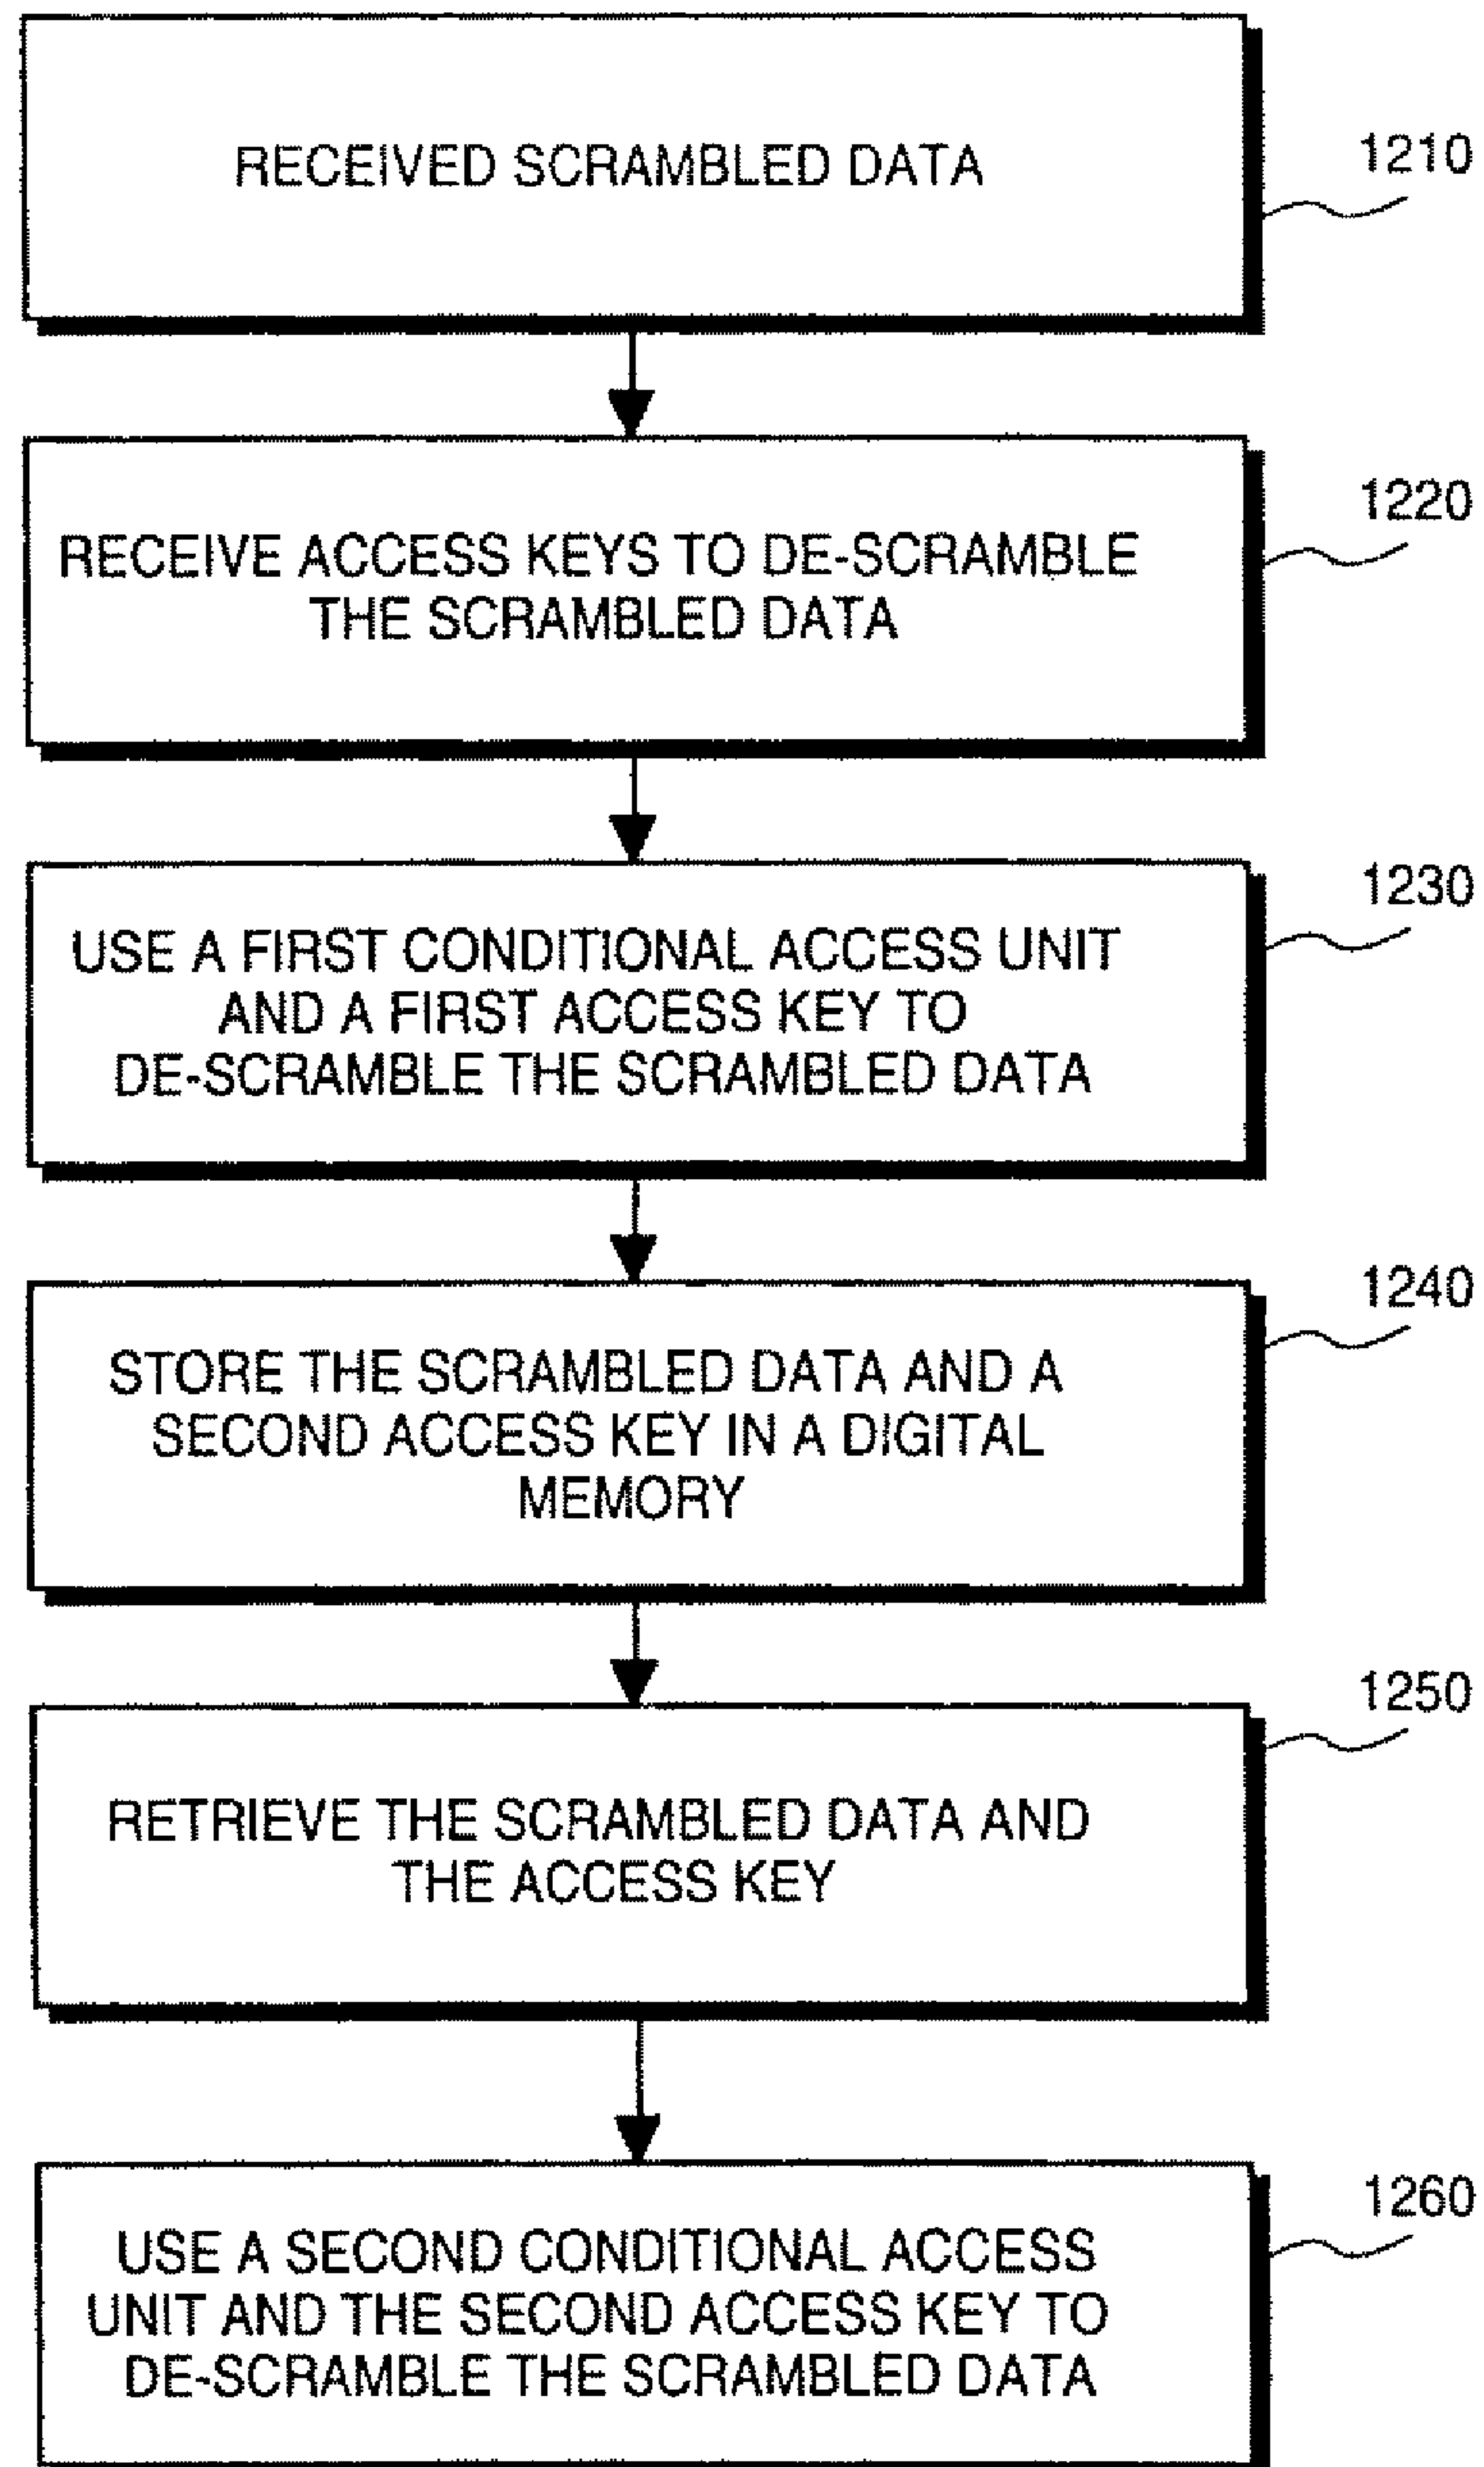 RECEIVED SCRAMBLED DATA
1210
RECEIVE ACCESS KEYS TO DE-SCRAMBLE
THE SCRAMBLED DATA
1220
USE A FIRST CONDITIONAL ACCESS UNIT
AND A FIRST ACCESS KEY TO
DE-SCRAMBLE THE SCRAMBLED DATA
1230
STORE THE SCRAMBLED DATA AND A
SECOND ACCESS KEY IN A DIGITAL
MEMORY
1240
RETRIEVE THE SCRAMBLED DATA AND
THE ACCESS KEY
1250
USE A SECOND CONDITIONAL ACCESS
UNIT AND THE SECOND ACCESS KEY TO
DE-SCRAMBLE THE SCRAMBLED DATA
1260